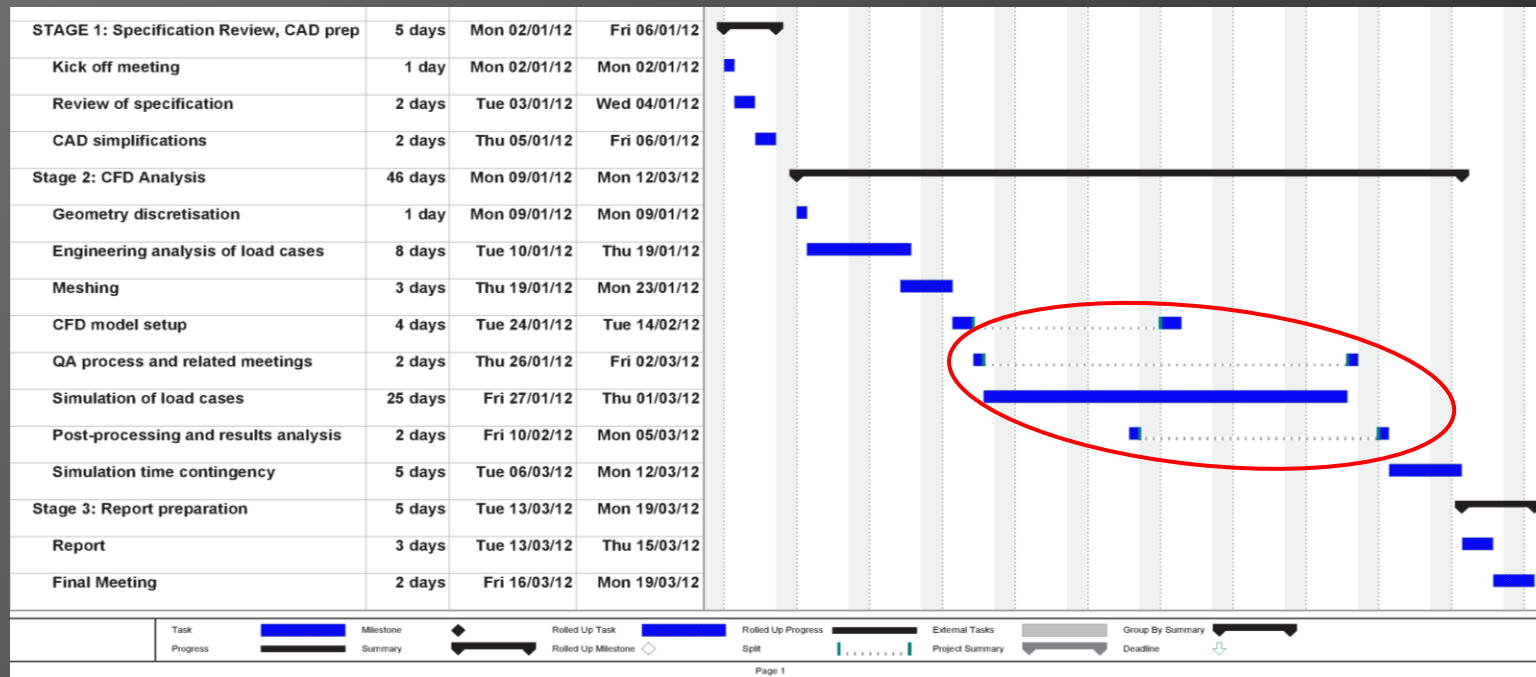 STAGE 1: Specification Review, CAD prep 5 days Mon 02/01/12 Fri 06/01/12
Kick off meeting 1 day Mon 02/01/12 Mon 02/01/12
Review of specification 2 days Tue 03/01/12 Wed 04/01/12
CAD simplifications 2 days Thu 05/01/12 Fri 06/01/12
Stage 2: CFD Analysis 46 days Mon 09/01/12 Mon 12/03/12
Geometry discretisation 1 day Mon 09/01/12 Mon 09/01/12
Engineering analysis of load cases 8 days Tue 10/01/12 Thu 19/01/12
Meshing 3 days Thu 19/01/12 Mon 23/01/12
CFD model setup 4 days Tue 24/01/12 Tue 14/02/12
QA process and related meetings 2 days Thu 26/01/12 Fri 02/03/12
Simulation of load cases 25 days Fri 27/01/12 Thu 01/03/12
Post-processing and results analysis 2 days Fri 10/02/12 Mon 05/03/12
Simulation time contingency 5 days Tue 06/03/12 Mon 12/03/12
Stage 3: Report preparation 5 days Tue 13/03/12 Mon 19/03/12
Report 3 days Tue 13/03/12 Thu 15/03/12
Final Meeting 2 days Fri 16/03/12 Mon 19/03/12
Task Milestone Rolled Up Task Rolled Up Progress External Tasks Group By Summary
Progress Summary Rolled Up Milestone Split Project Summary Deadline
Page 1